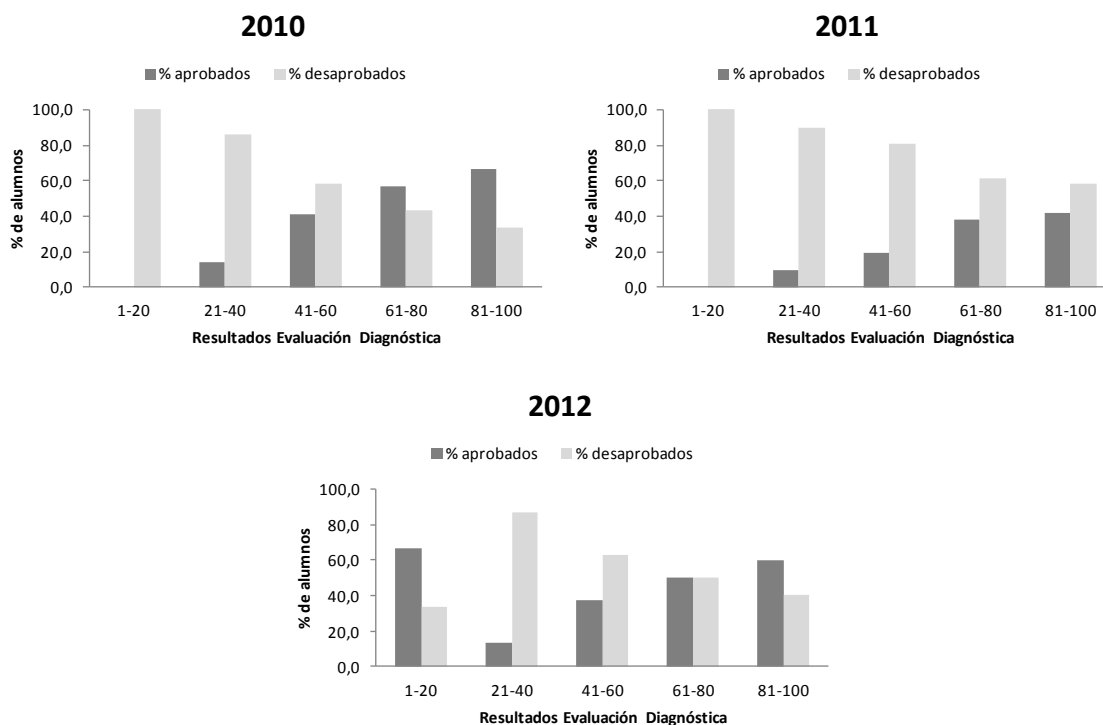 2010
% aprobados % desaprobados
100,0
80,0
60,0
40,0
20,0
0,0
% de alumnos
1-20 21-40 41-60 61-80 81-100
Resultados Evaluación Diagnóstica
2011
% aprobados % desaprobados
100,0
80,0
60,0
40,0
20,0
0,0
% de alumnos
1-20 21-40 41-60 61-80 81-100
Resultados Evaluación Diagnóstica
2012
% aprobados % desaprobados
100,0
80,0
60,0
40,0
20,0
0,0
% de alumnos
1-20 21-40 41-60 61-80 81-100
Resultados Evaluación Diagnóstica